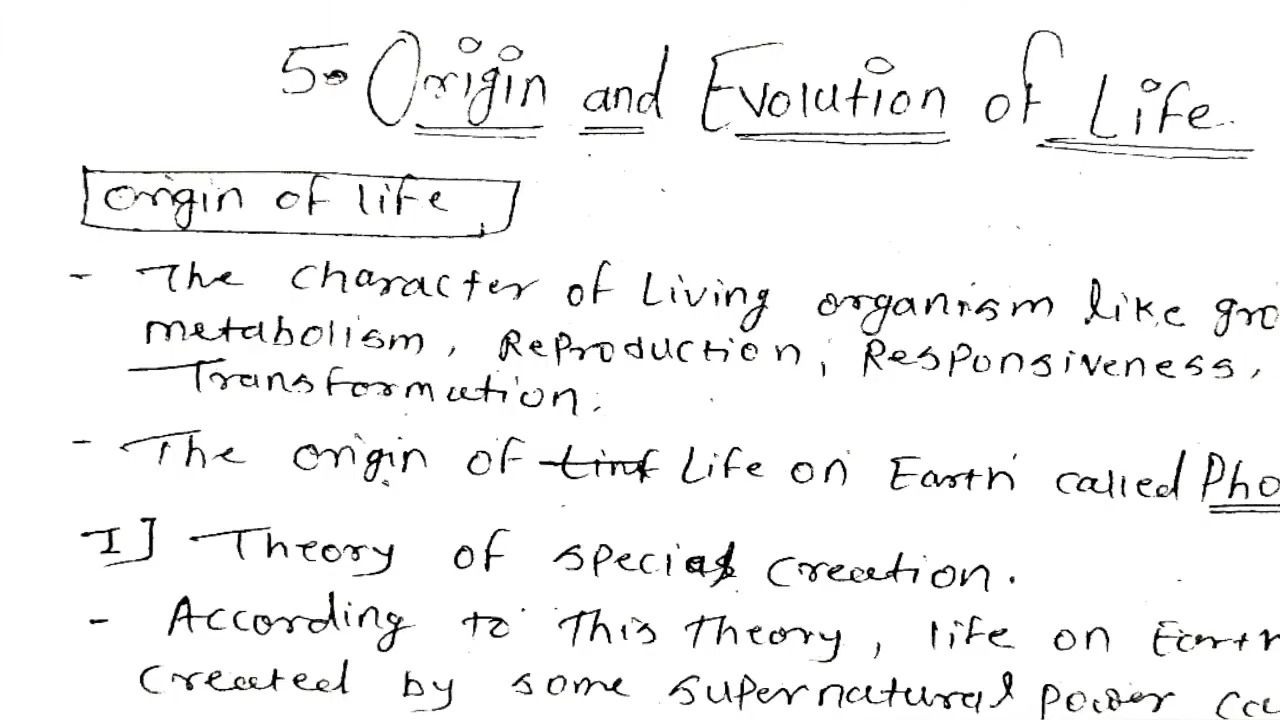 5. Origin and Evolution of Life.
Origin of life
- The character of Living organism like gro
metabolism, Reproduction, Responsiveness,
Transformation.
- The origin of Life on Earth called Pho
I] Theory of special creation.
- According to This theory, life on Earth
created by some supernatural power ca